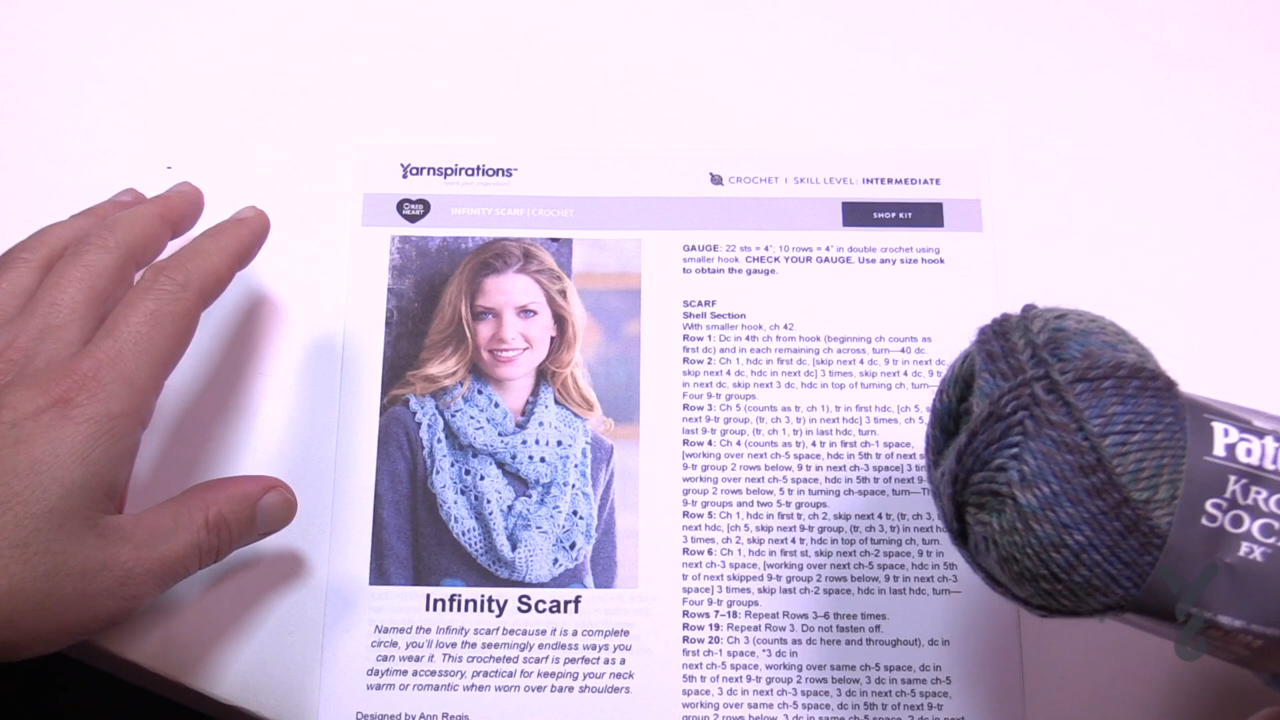 Yarnspirations™
CROCHET | SKILL LEVEL: INTERMEDIATE
RED HEART
INFINITY SCARF | CROCHET
SHOP KIT
Infinity Scarf
Named the Infinity scarf because it is a complete
circle, you'll love the seemingly endless ways you
can wear it. This crocheted scarf is perfect as a
daytime accessory, practical for keeping your neck
warm or romantic when worn over bare shoulders.
Designed by Ann Regis.
GAUGE: 22 sts = 4"; 10 rows = 4" in double crochet using
smaller hook. CHECK YOUR GAUGE. Use any size hook
to obtain the gauge.
SCARF
Shell Section
With smaller hook, ch 42.
Row 1: Dc in 4th ch from hook (beginning ch counts as
first dc) and in each remaining ch across, turn—40 dc.
Row 2: Ch 1, hdc in first dc, [skip next 4 dc, 9 tr in next dc,
skip next 4 dc, hdc in next dc] 3 times, skip next 4 dc, 9 tr
in next dc, skip next 3 dc, hdc in top of turning ch, turn—
Four 9-tr groups.
Row 3: Ch 5 (counts as tr, ch 1), tr in first hdc, [ch 5, s
next 9-tr group, (tr, ch 3, tr) in next hdc] 3 times, ch 5,
last 9-tr group, (tr, ch 1, tr) in last hdc, turn.
Row 4: Ch 4 (counts as tr), 4 tr in first ch-1 space,
[working over next ch-5 space, hdc in 5th tr of next s
9-tr group 2 rows below, 9 tr in next ch-3 space] 3 tim
working over next ch-5 space, hdc in 5th tr of next 9-
group 2 rows below, 5 tr in turning ch-space, turn—Th
9-tr groups and two 5-tr groups.
Row 5: Ch 1, hdc in first tr, ch 2, skip next 4 tr, (tr, ch 3, t
next hdc, [ch 5, skip next 9-tr group, (tr, ch 3, tr) in next hd
3 times, ch 2, skip next 4 tr, hdc in top of turning ch, turn.
Row 6: Ch 1, hdc in first st, skip next ch-2 space, 9 tr in
next ch-3 space, [working over next ch-5 space, hdc in 5th
tr of next skipped 9-tr group 2 rows below, 9 tr in next ch-3
space] 3 times, skip last ch-2 space, hdc in last hdc, turn—
Four 9-tr groups.
Rows 7–18: Repeat Rows 3–6 three times.
Row 19: Repeat Row 3. Do not fasten off.
Row 20: Ch 3 (counts as dc here and throughout), dc in
first ch-1 space, *3 dc in
next ch-5 space, working over same ch-5 space, dc in
5th tr of next 9-tr group 2 rows below, 3 dc in same ch-5
space, 3 dc in next ch-3 space, 3 dc in next ch-5 space,
working over same ch-5 space, dc in 5th tr of next 9-tr
group 2 rows below, 3 dc in same ch-5 space, 2 dc in next
Pat
KRO
SOC
FX